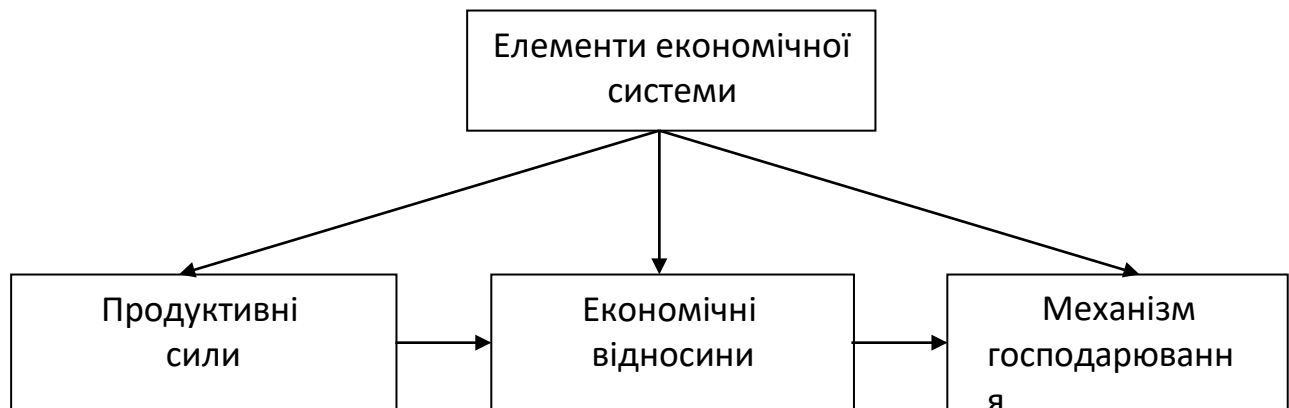 Елементи економічної
системи
Продуктивні
сили
Економічні
відносини
Механізм
господарюванн
я